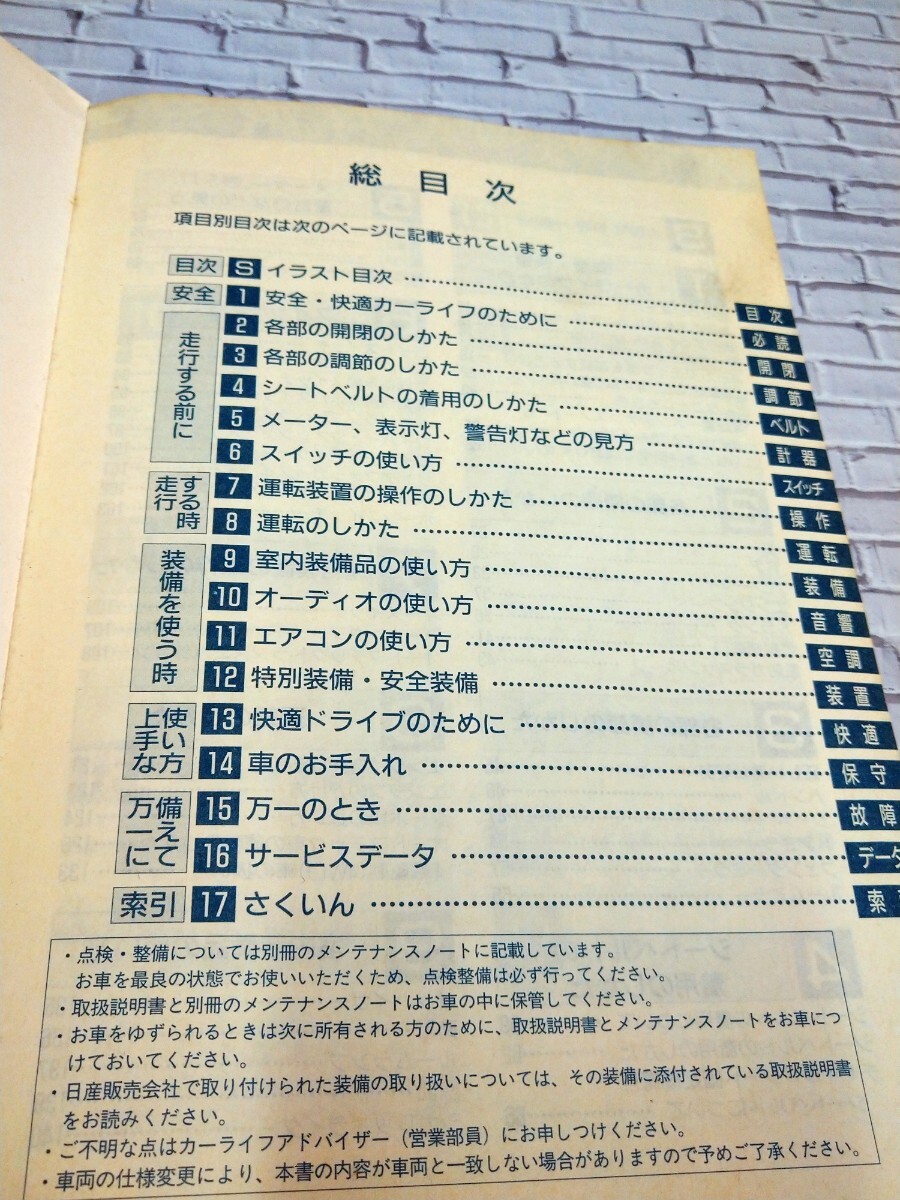 総目次
項目別目次は次のページに記載されています。
目次 S イラスト目次 目次
安全 1 安全・快適カーライフのために 必読
走行する前に
2 各部の開閉のしかた 開閉
3 各部の調節のしかた 調節
4 シートベルトの着用のしかた ベルト
5 メーター、表示灯、警告灯などの見方 計器
6 スイッチの使い方 スイッチ
走行する時
7 運転装置の操作のしかた 操作
8 運転のしかた 運転
装備を使う時
9 室内装備品の使い方 装備
10 オーディオの使い方 音響
11 エアコンの使い方 空調
12 特別装備・安全装備 装置
上手な使い方
13 快適ドライブのために 快適
14 車のお手入れ 保守
万一に備えて
15 万一のとき 故障
16 サービスデータ データ
索引 17 さくいん 索
・点検・整備については別冊のメンテナンスノートに記載しています。
お車を最良の状態でお使いいただくため、点検整備は必ず行ってください。
・取扱説明書と別冊のメンテナンスノートはお車の中に保管してください。
・お車をゆずられるときは次に所有される方のために、取扱説明書とメンテナンスノートをお車につ
けておいてください。
・日産販売会社で取り付けられた装備の取り扱いについては、その装備に添付されている取扱説明書
をお読みください。
・ご不明な点はカーライフアドバイザー（営業部員）にお申しつけください。
・車両の仕様変更により、本書の内容が車両と一致しない場合がありますので予めご了承ください。